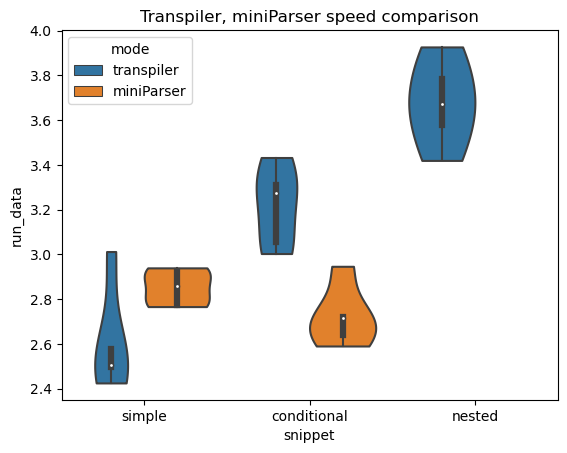 Transpiler, miniParser speed comparison
mode
transpiler
miniParser
run_data
4.0
3.8
3.6
3.4
3.2
3.0
2.8
2.6
2.4
simple conditional nested
snippet